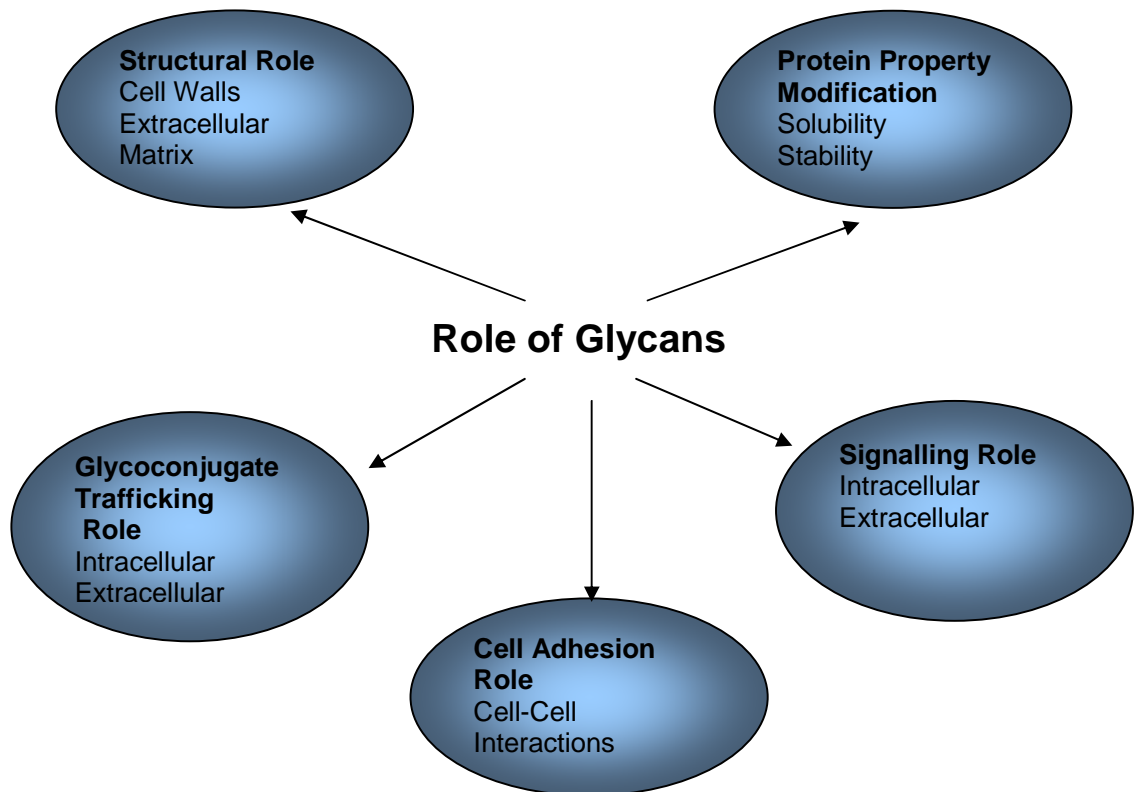 Structural Role
Cell Walls
Extracellular
Matrix
Protein Property
Modification
Solubility
Stability
Role of Glycans
Glycoconjugate
Trafficking
Role
Intracellular
Extracellular
Signalling Role
Intracellular
Extracellular
Cell Adhesion
Role
Cell-Cell
Interactions